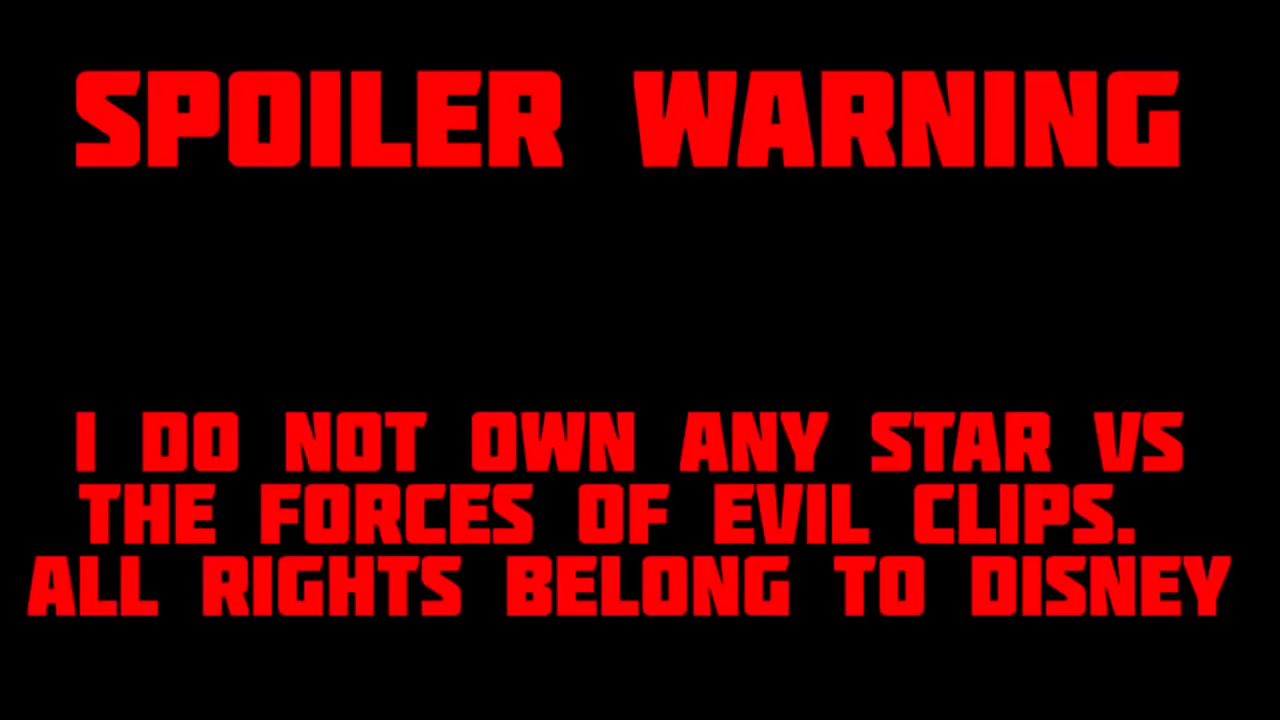 SPOILER WARNING
I DO NOT OWN ANY STAR VS
THE FORCES OF EVIL CLIPS.
ALL RIGHTS BELONG TO DISNEY